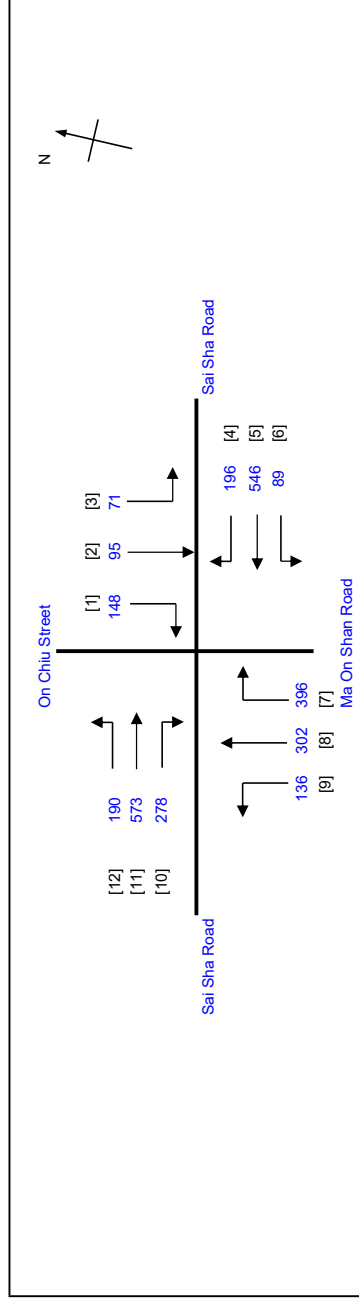 N
On Chiu Street
[1] [2] [3]
148 95 71
[12] 190
[11] 573
[10] 278
Sai Sha Road
Sai Sha Road
196 [4]
546 [5]
89 [6]
136 302 396
[9] [8] [7]
Ma On Shan Road